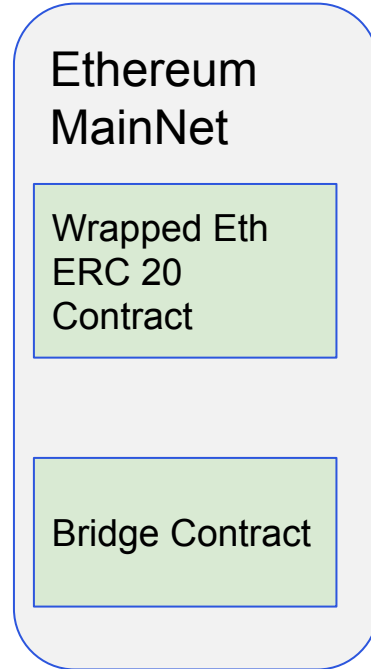 Ethereum
MainNet
Wrapped Eth
ERC 20
Contract
Bridge Contract